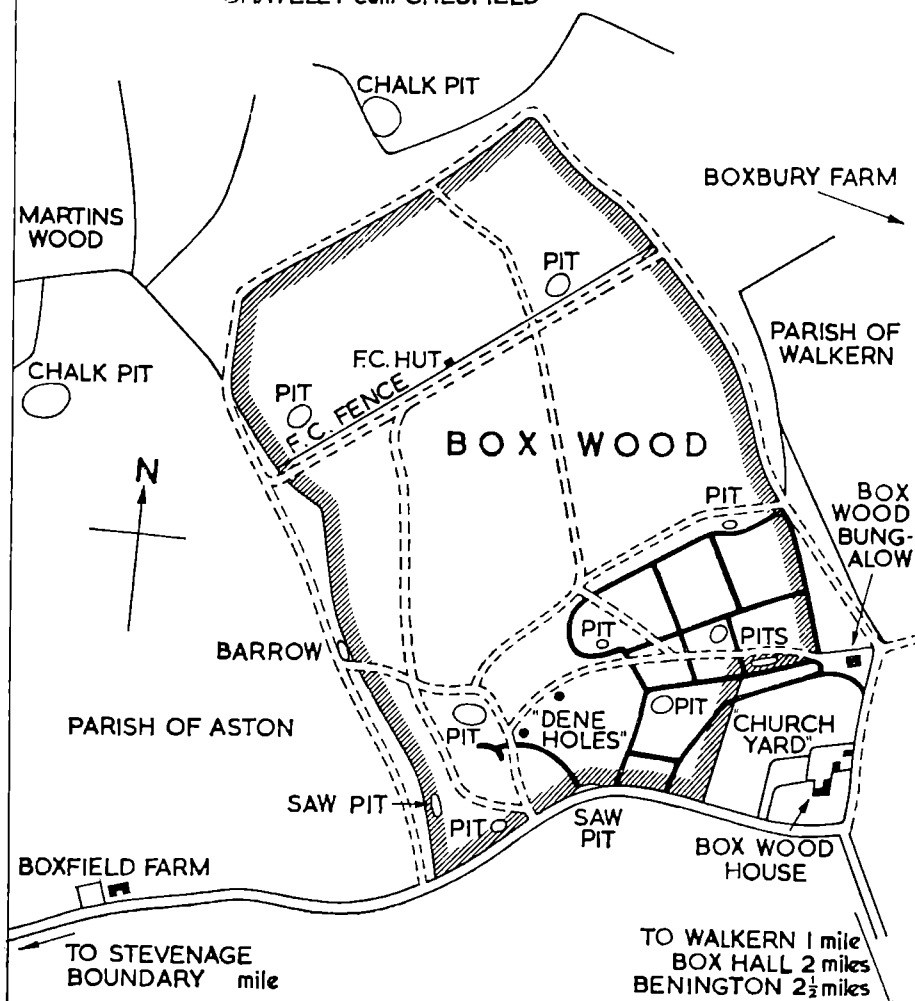 CHALK PIT
BOXBURY FARM
MARTINS
WOOD
PIT
PARISH OF
WALKERN
F.C. HUT
CHALK PIT
PIT
F.C. FENCE
BOX WOOD
N
PIT
BOX
WOOD
BUNG-
ALOW
PIT
PITS
BARROW
PARISH OF ASTON
PIT
"DENE
HOLES"
PIT
"CHURCH
YARD"
SAW PIT
PIT
SAW
PIT
BOX WOOD
HOUSE
BOXFIELD FARM
TO STEVENAGE
BOUNDARY mile
TO WALKERN 1 mile
BOX HALL 2 miles
BENINGTON 2½ miles